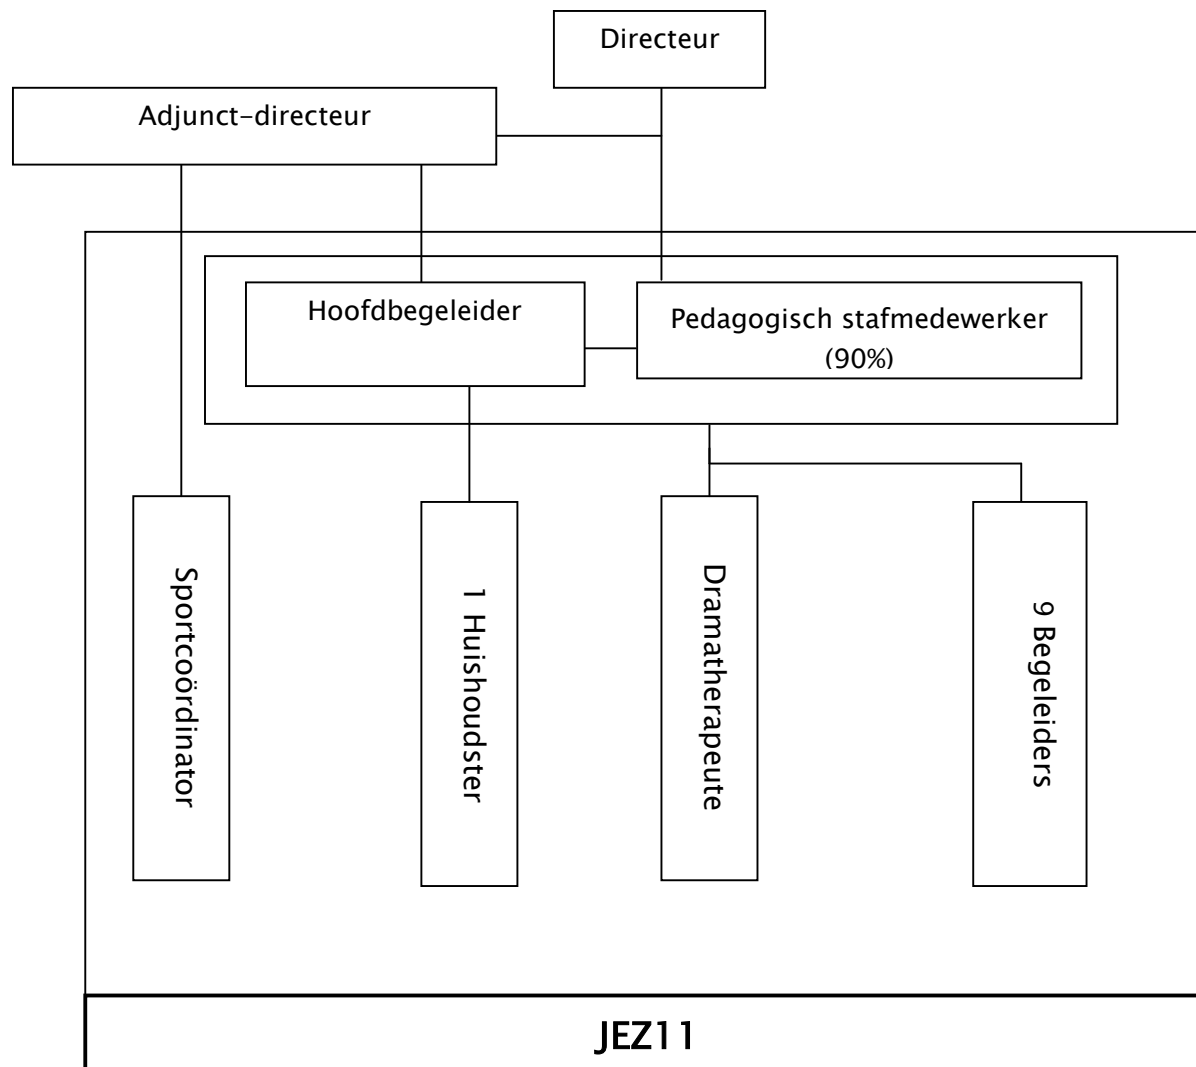 Directeur
Adjunct-directeur
Hoofdbegeleider
Pedagogisch stafmedewerker
(90%)
Sportcoördinator
1 Huishoudster
Dramatherapeute
9 Begeleiders
JEZ11